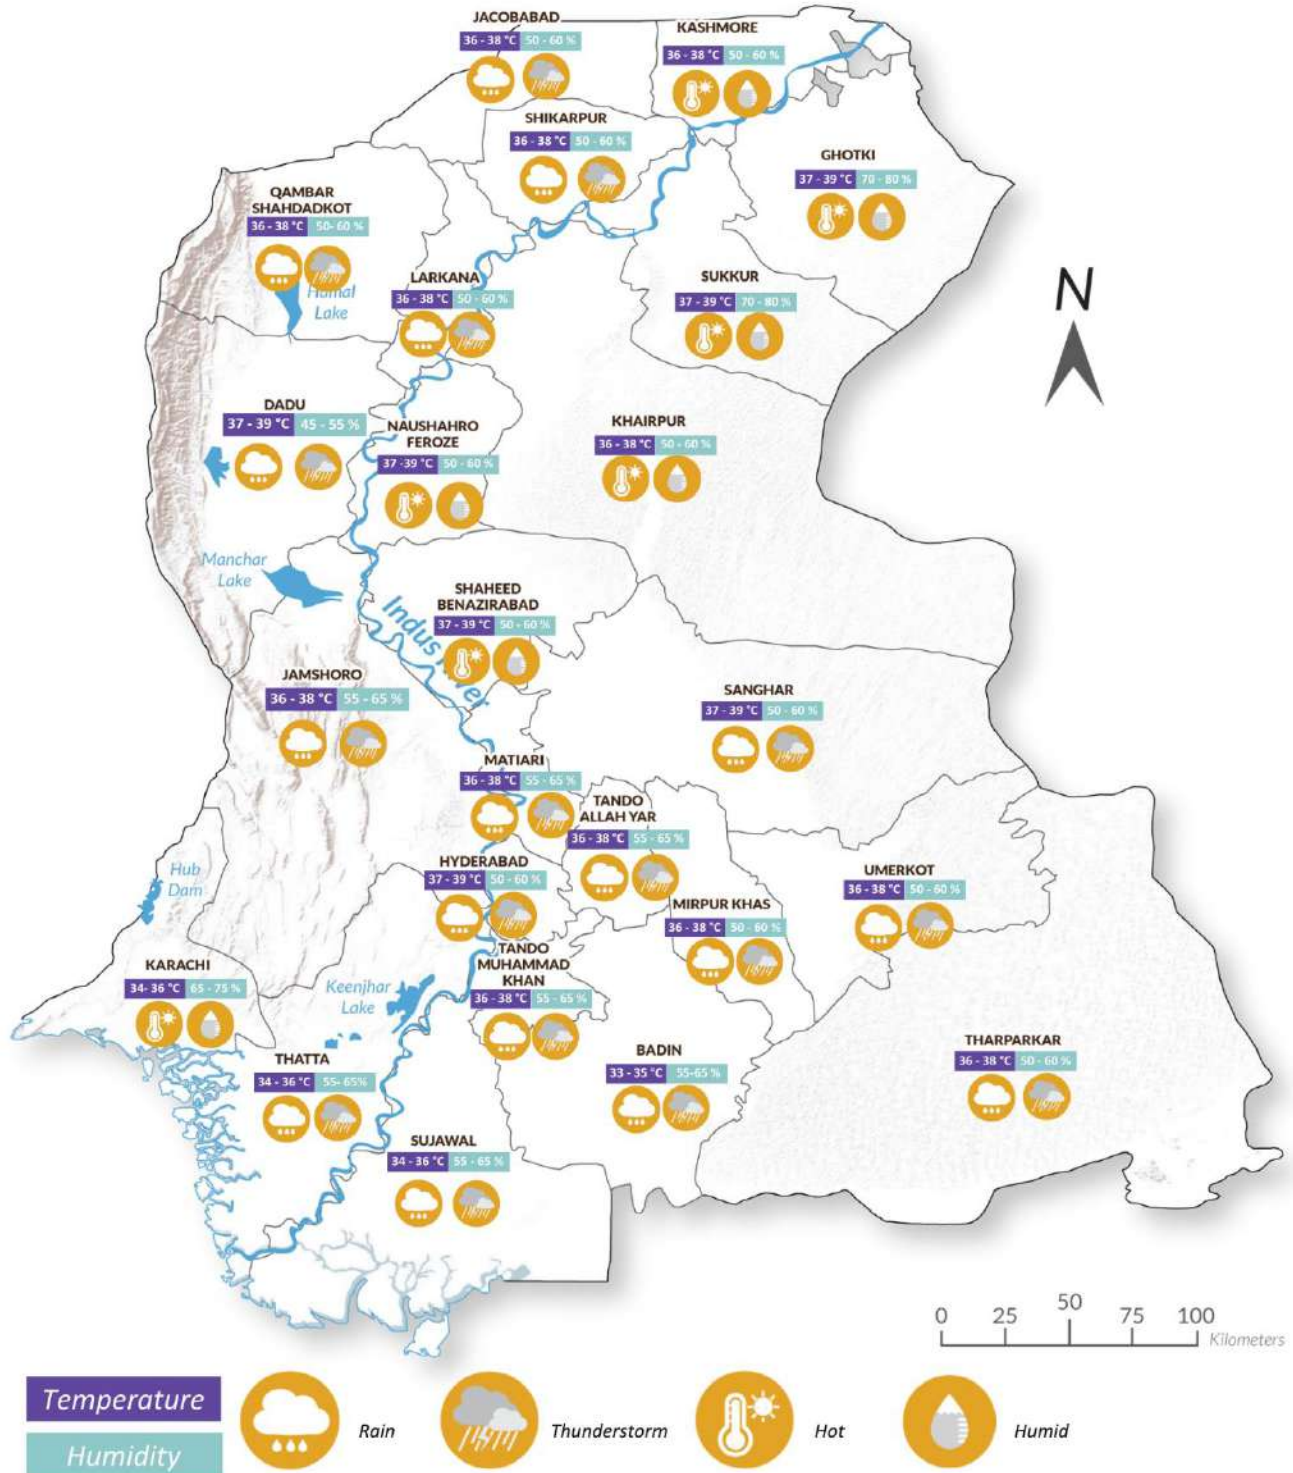 JACOBABAD
36 - 38 °C 50 - 60 %
KASHMORE
36 - 38 °C 50 - 60 %
SHIKARPUR
36 - 38 °C 50 - 60 %
GHOTKI
37 - 39 °C 70 - 80 %
QAMBAR
SHAHDADKOT
36 - 38 °C 50- 60 %
Hamal
Lake
LARKANA
36 - 38 °C 50 - 60 %
SUKKUR
37 - 39 °C 70 - 80 %
N
DADU
37 - 39 °C 45 - 55 %
NAUSHAHRO
FEROZE
37 -39 °C 50 - 60 %
KHAIRPUR
36 - 38 °C 50 - 60 %
Manchar
Lake
SHAHEED
BENAZIRABAD
37 - 39 °C 50 - 60 %
Indus River
JAMSHORO
36 - 38 °C 55 - 65 %
SANGHAR
37 - 39 °C 50 - 60 %
MATIARI
36 - 38 °C 55 - 65 %
TANDO
ALLAH YAR
36 - 38 °C 55 - 65 %
HYDERABAD
37 - 39 °C 50 - 60 %
Hub
Dam
UMERKOT
36 - 38 °C 50 - 60 %
MIRPUR KHAS
36 - 38 °C 50 - 60 %
TANDO
MUHAMMAD
KHAN
36 - 38 °C 55 - 65 %
KARACHI
34- 36 °C 65 - 75 %
Keenjhar
Lake
THATTA
34 - 36 °C 55- 65%
BADIN
33 - 35 °C 55-65 %
THARPARKAR
36 - 38 °C 50 - 60 %
SUJAWAL
34 - 36 °C 55 - 65 %
0 25 50 75 100
Kilometers
Temperature
Humidity
Rain
Thunderstorm
Hot
Humid